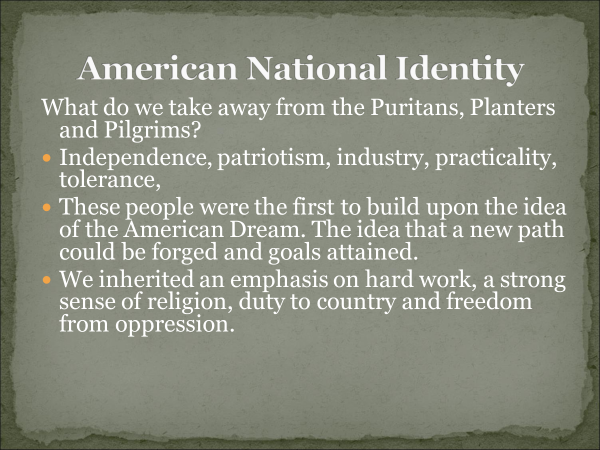 American National Identity
What do we take away from the Puritans, Planters
and Pilgrims?
• Independence, patriotism, industry, practicality,
tolerance,
• These people were the first to build upon the idea
of the American Dream. The idea that a new path
could be forged and goals attained.
• We inherited an emphasis on hard work, a strong
sense of religion, duty to country and freedom
from oppression.